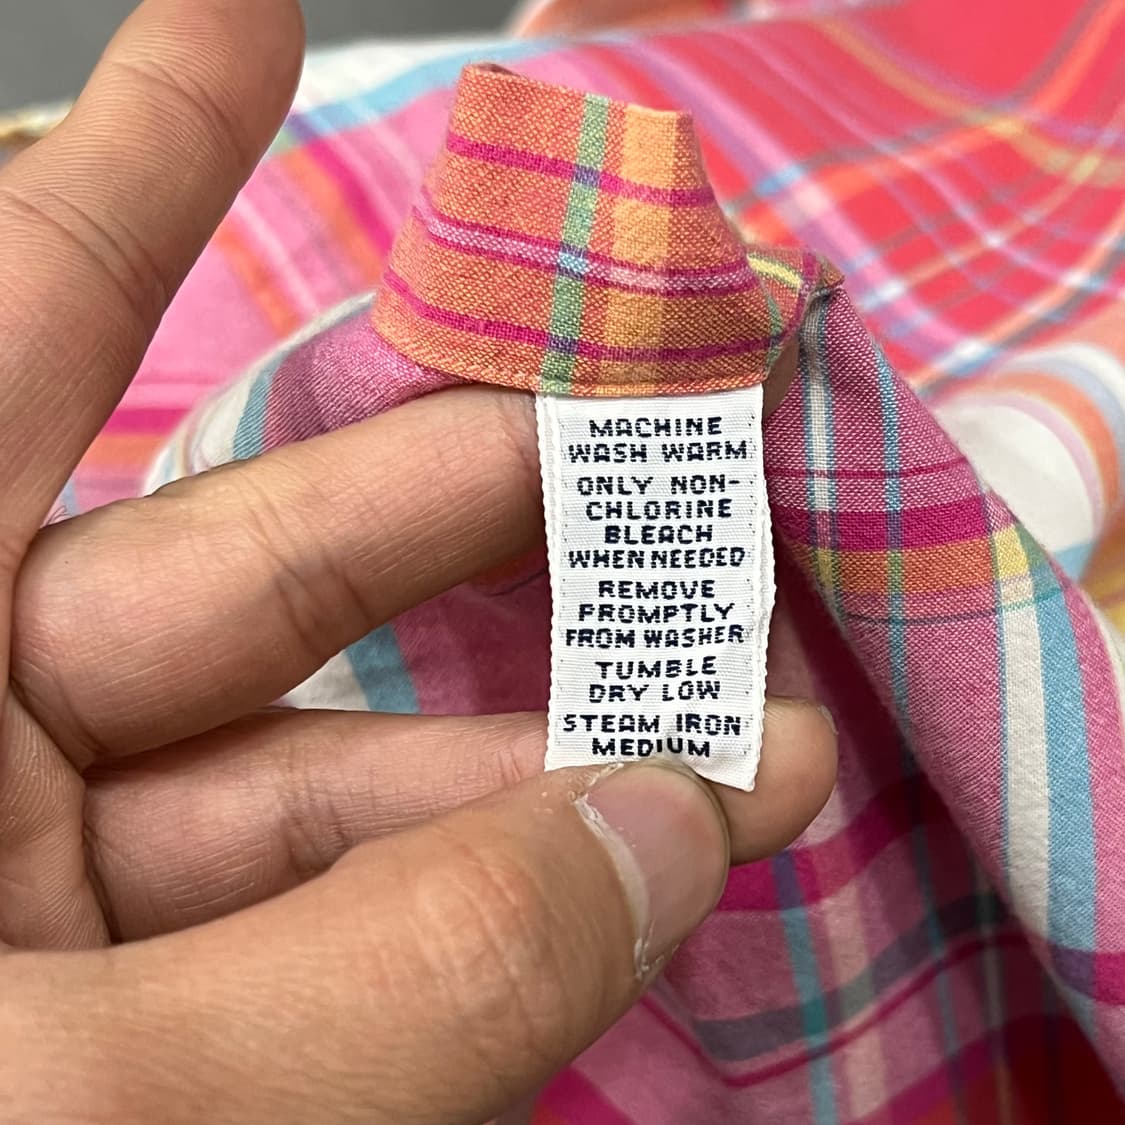 MACHINE
WASH WARM
ONLY NON-
CHLORINE
BLEACH
WHEN NEEDED
REMOVE
PROMPTLY
FROM WASHER
TUMBLE
DRY LOW
STEAM IRON
MEDIUM